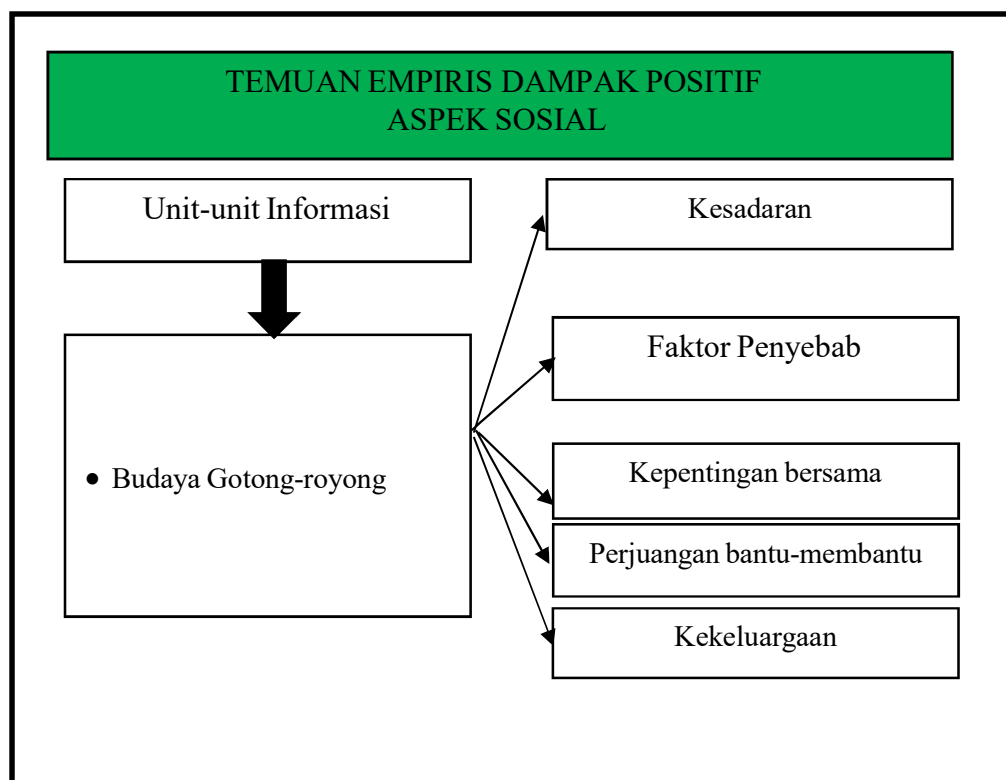 TEMUAN EMPIRIS DAMPAK POSITIF
ASPEK SOSIAL
Unit-unit Informasi
• Budaya Gotong-royong
Kesadaran
Faktor Penyebab
Kepentingan bersama
Perjuangan bantu-membantu
Kekeluargaan